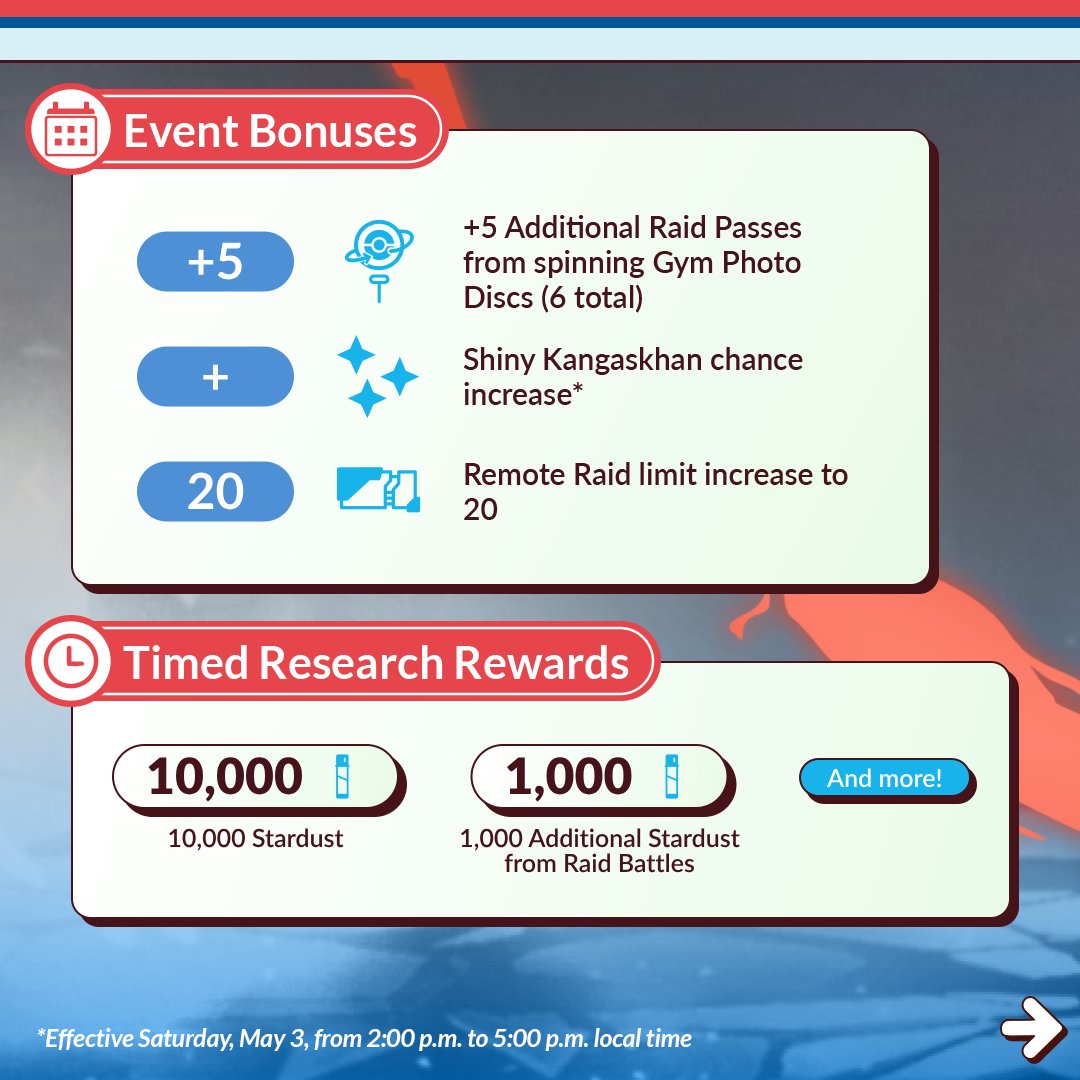 Event Bonuses
+5
+5 Additional Raid Passes
from spinning Gym Photo
Discs (6 total)
+
Shiny Kangaskhan chance
increase*
20
Remote Raid limit increase to
20
Timed Research Rewards
10,000
10,000 Stardust
1,000
1,000 Additional Stardust
from Raid Battles
And more!
*Effective Saturday, May 3, from 2:00 p.m. to 5:00 p.m. local time